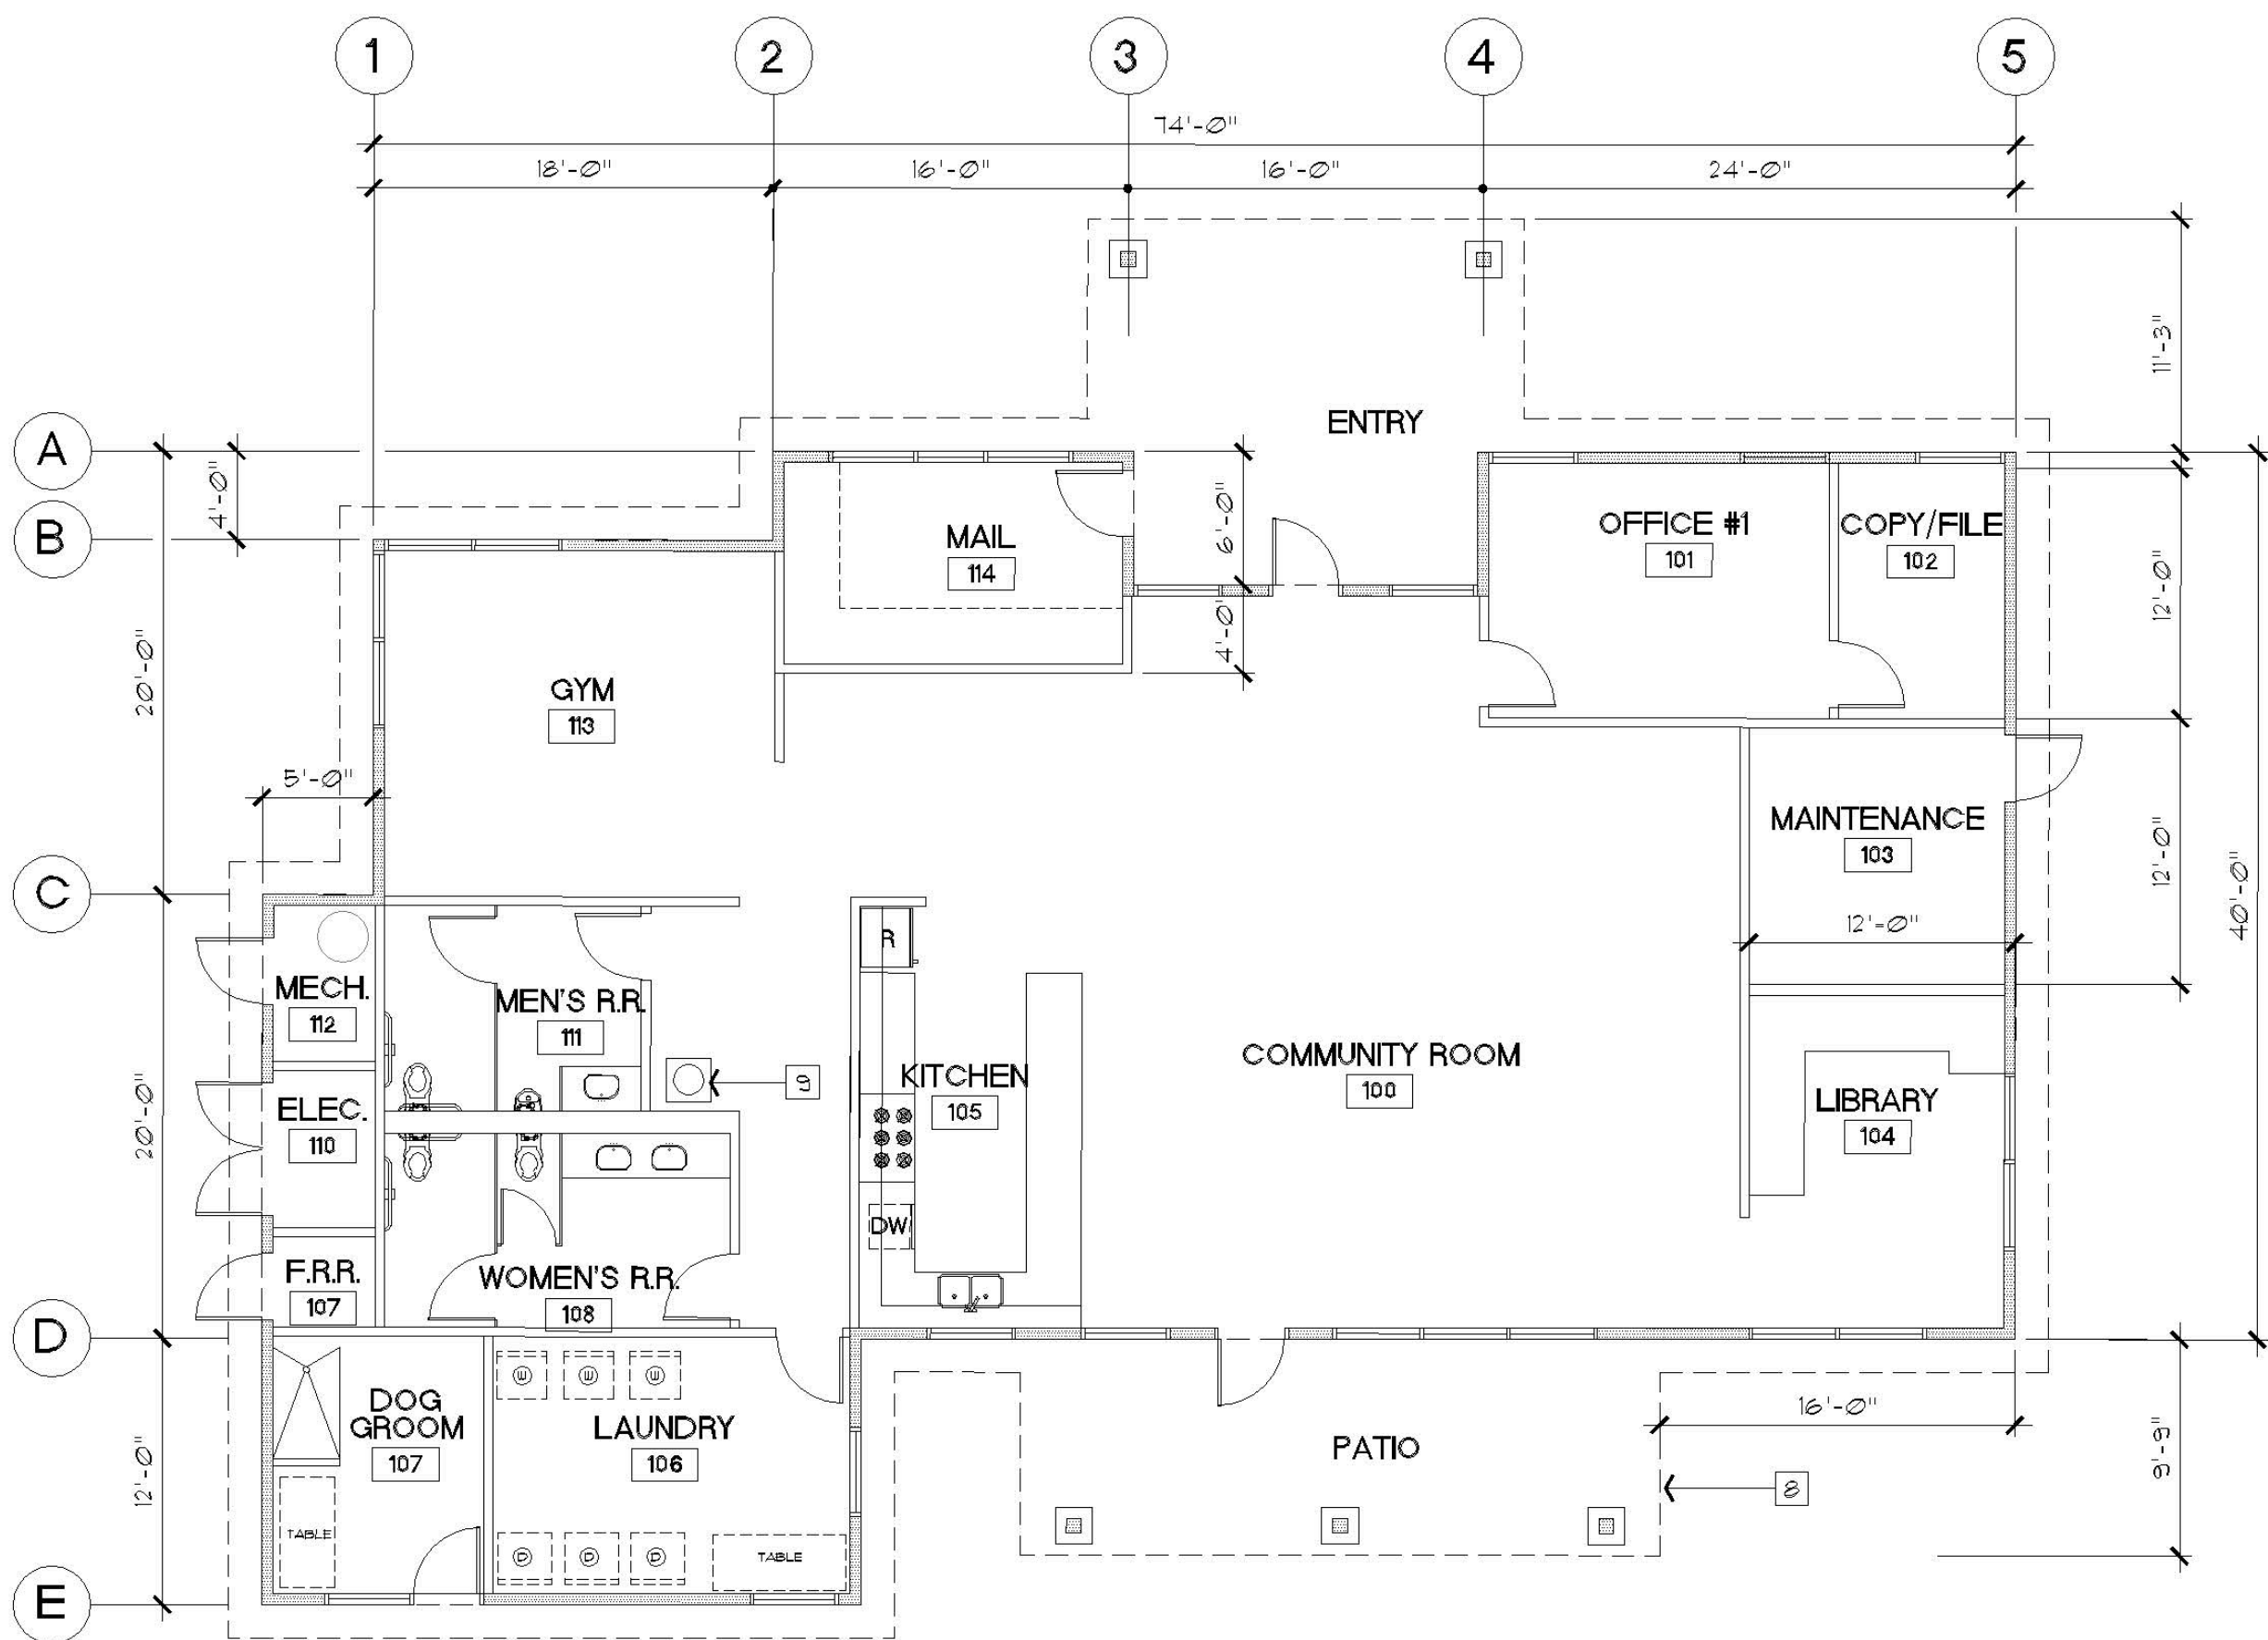 1 2 3 4 5
74'-0"
18'-0" 16'-0" 16'-0" 24'-0"
11'-3"
ENTRY
A
4'-0"
6'-0"
B
MAIL
114
OFFICE #1
101
COPY/FILE
102
12'-0"
4'-0"
20'-0"
GYM
113
5'-0"
MAINTENANCE
103
12'-0"
12'-0"
40'-0"
C
R
MECH.
112
MEN'S R.R.
111
9
KITCHEN
105
COMMUNITY ROOM
100
LIBRARY
104
ELEC.
110
20'-0"
DW
F.R.R.
107
WOMEN'S R.R.
108
D
W W W
DOG
GROOM
107
LAUNDRY
106
PATIO
16'-0"
9'-9"
8
12'-0"
TABLE
D D D
TABLE
E